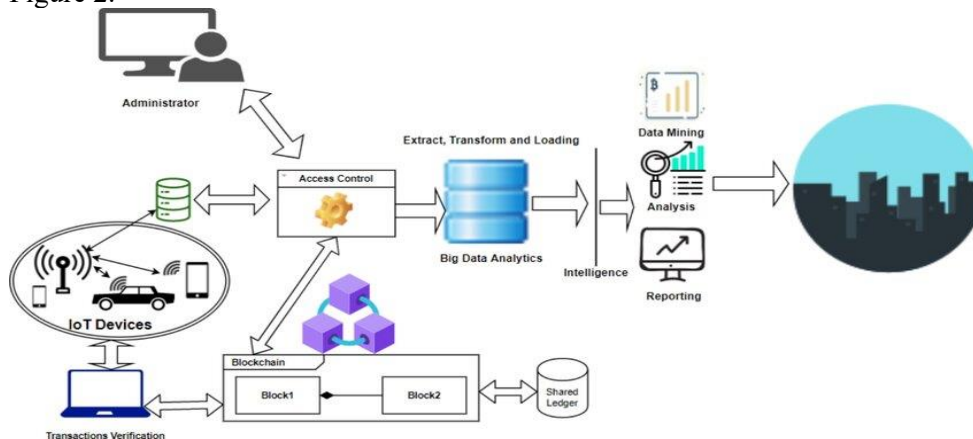 Figure 2.
Administrator
Extract, Transform and Loading
Access Control
Data Mining
Analysis
Big Data Analytics
Intelligence
Reporting
IoT Devices
Blockchain
Block1
Block2
Shared
Ledger
Transactions Verification